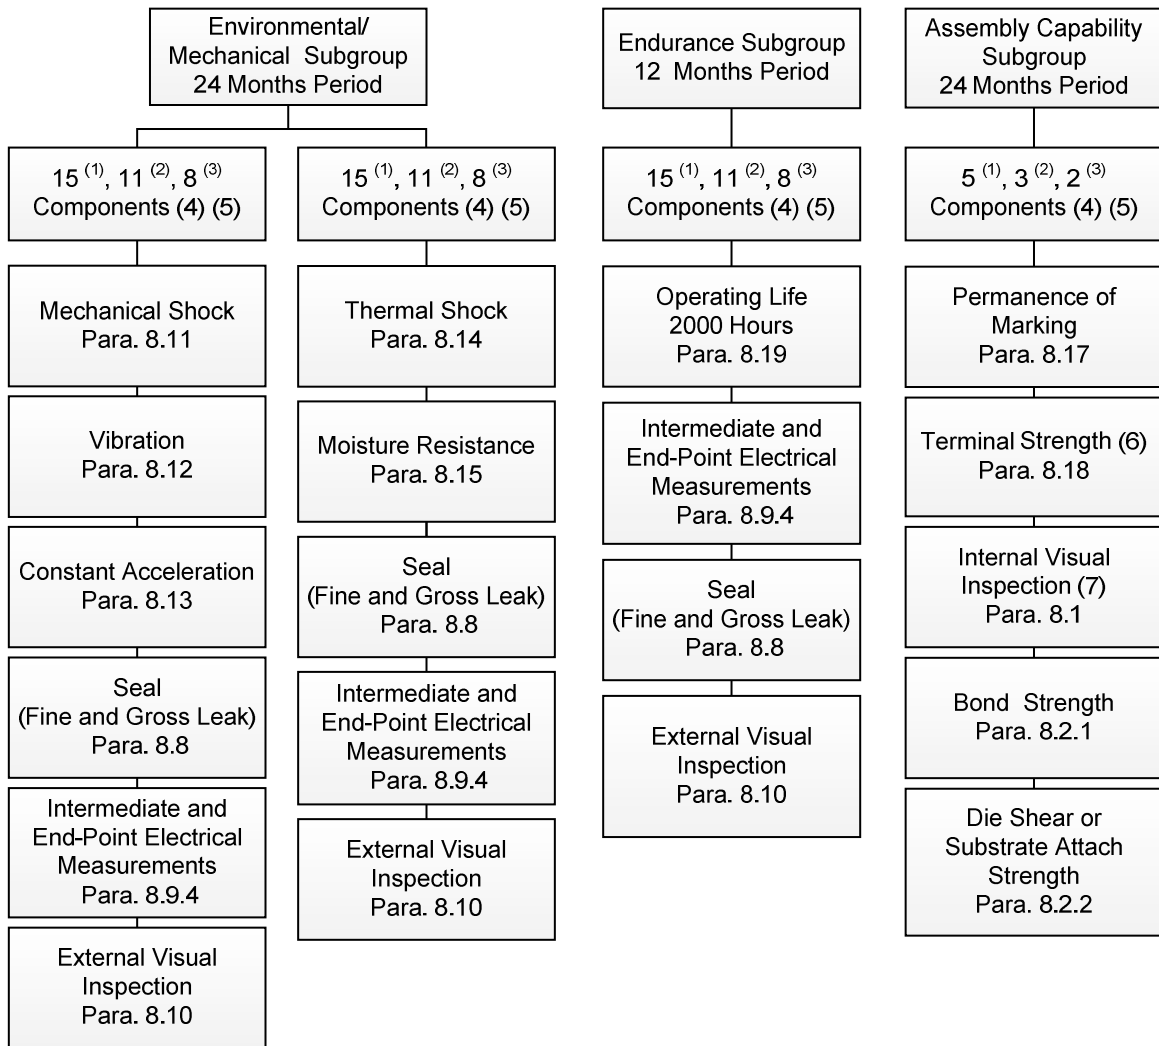 Environmental/
Mechanical Subgroup
24 Months Period
Endurance Subgroup
12 Months Period
Assembly Capability
Subgroup
24 Months Period
15 (1), 11 (2), 8 (3)
Components (4) (5)
15 (1), 11 (2), 8 (3)
Components (4) (5)
15 (1), 11 (2), 8 (3)
Components (4) (5)
5 (1), 3 (2), 2 (3)
Components (4) (5)
Mechanical Shock
Para. 8.11
Vibration
Para. 8.12
Constant Acceleration
Para. 8.13
Seal
(Fine and Gross Leak)
Para. 8.8
Intermediate and
End-Point Electrical
Measurements
Para. 8.9.4
External Visual
Inspection
Para. 8.10
Thermal Shock
Para. 8.14
Moisture Resistance
Para. 8.15
Seal
(Fine and Gross Leak)
Para. 8.8
Intermediate and
End-Point Electrical
Measurements
Para. 8.9.4
External Visual
Inspection
Para. 8.10
Operating Life
2000 Hours
Para. 8.19
Intermediate and
End-Point Electrical
Measurements
Para. 8.9.4
Seal
(Fine and Gross Leak)
Para. 8.8
External Visual
Inspection
Para. 8.10
Permanence of
Marking
Para. 8.17
Terminal Strength (6)
Para. 8.18
Internal Visual
Inspection (7)
Para. 8.1
Bond Strength
Para. 8.2.1
Die Shear or
Substrate Attach
Strength
Para. 8.2.2